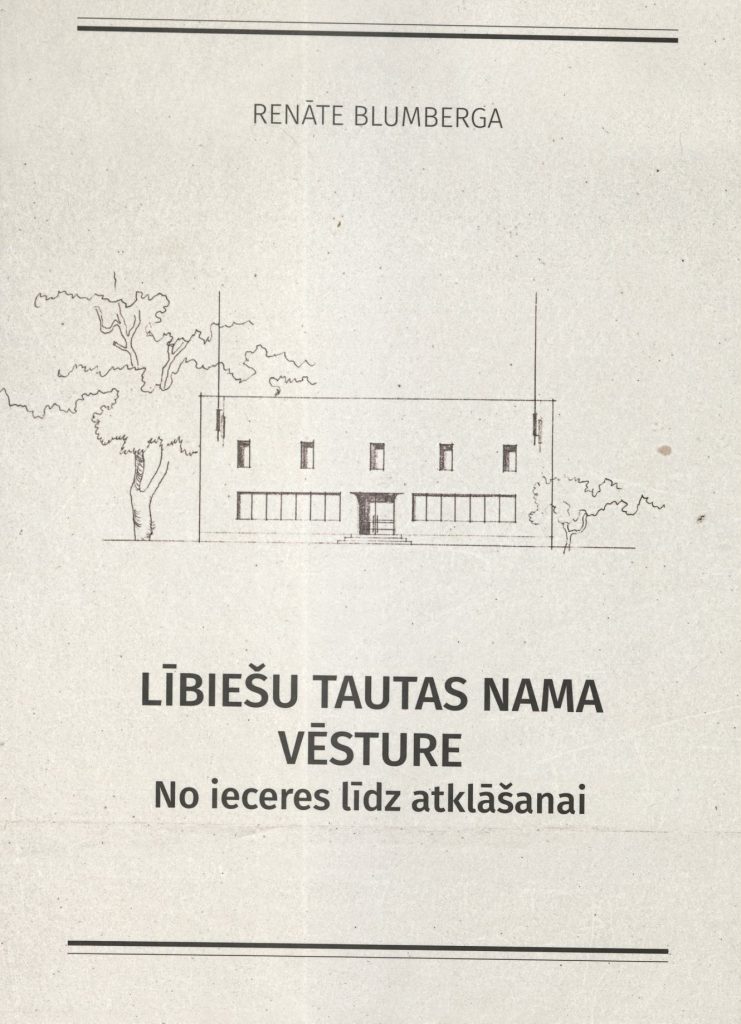 RENĀTE BLUMBERGA
LĪBIEŠU TAUTAS NAMA
VĒSTURE
No ieceres līdz atklāšanai